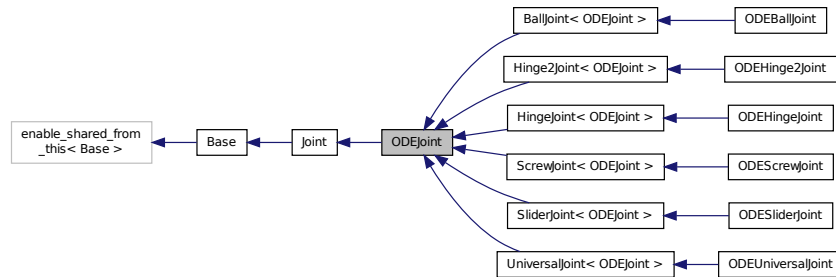 BallJoint< ODEJoint >
ODEBallJoint
Hinge2Joint< ODEJoint >
ODEHinge2Joint
HingeJoint< ODEJoint >
ODEHingeJoint
enable_shared_from
_this< Base >
Base
Joint
ODEJoint
ScrewJoint< ODEJoint >
ODEScrewJoint
SliderJoint< ODEJoint >
ODESliderJoint
UniversalJoint< ODEJoint >
ODEUniversalJoint